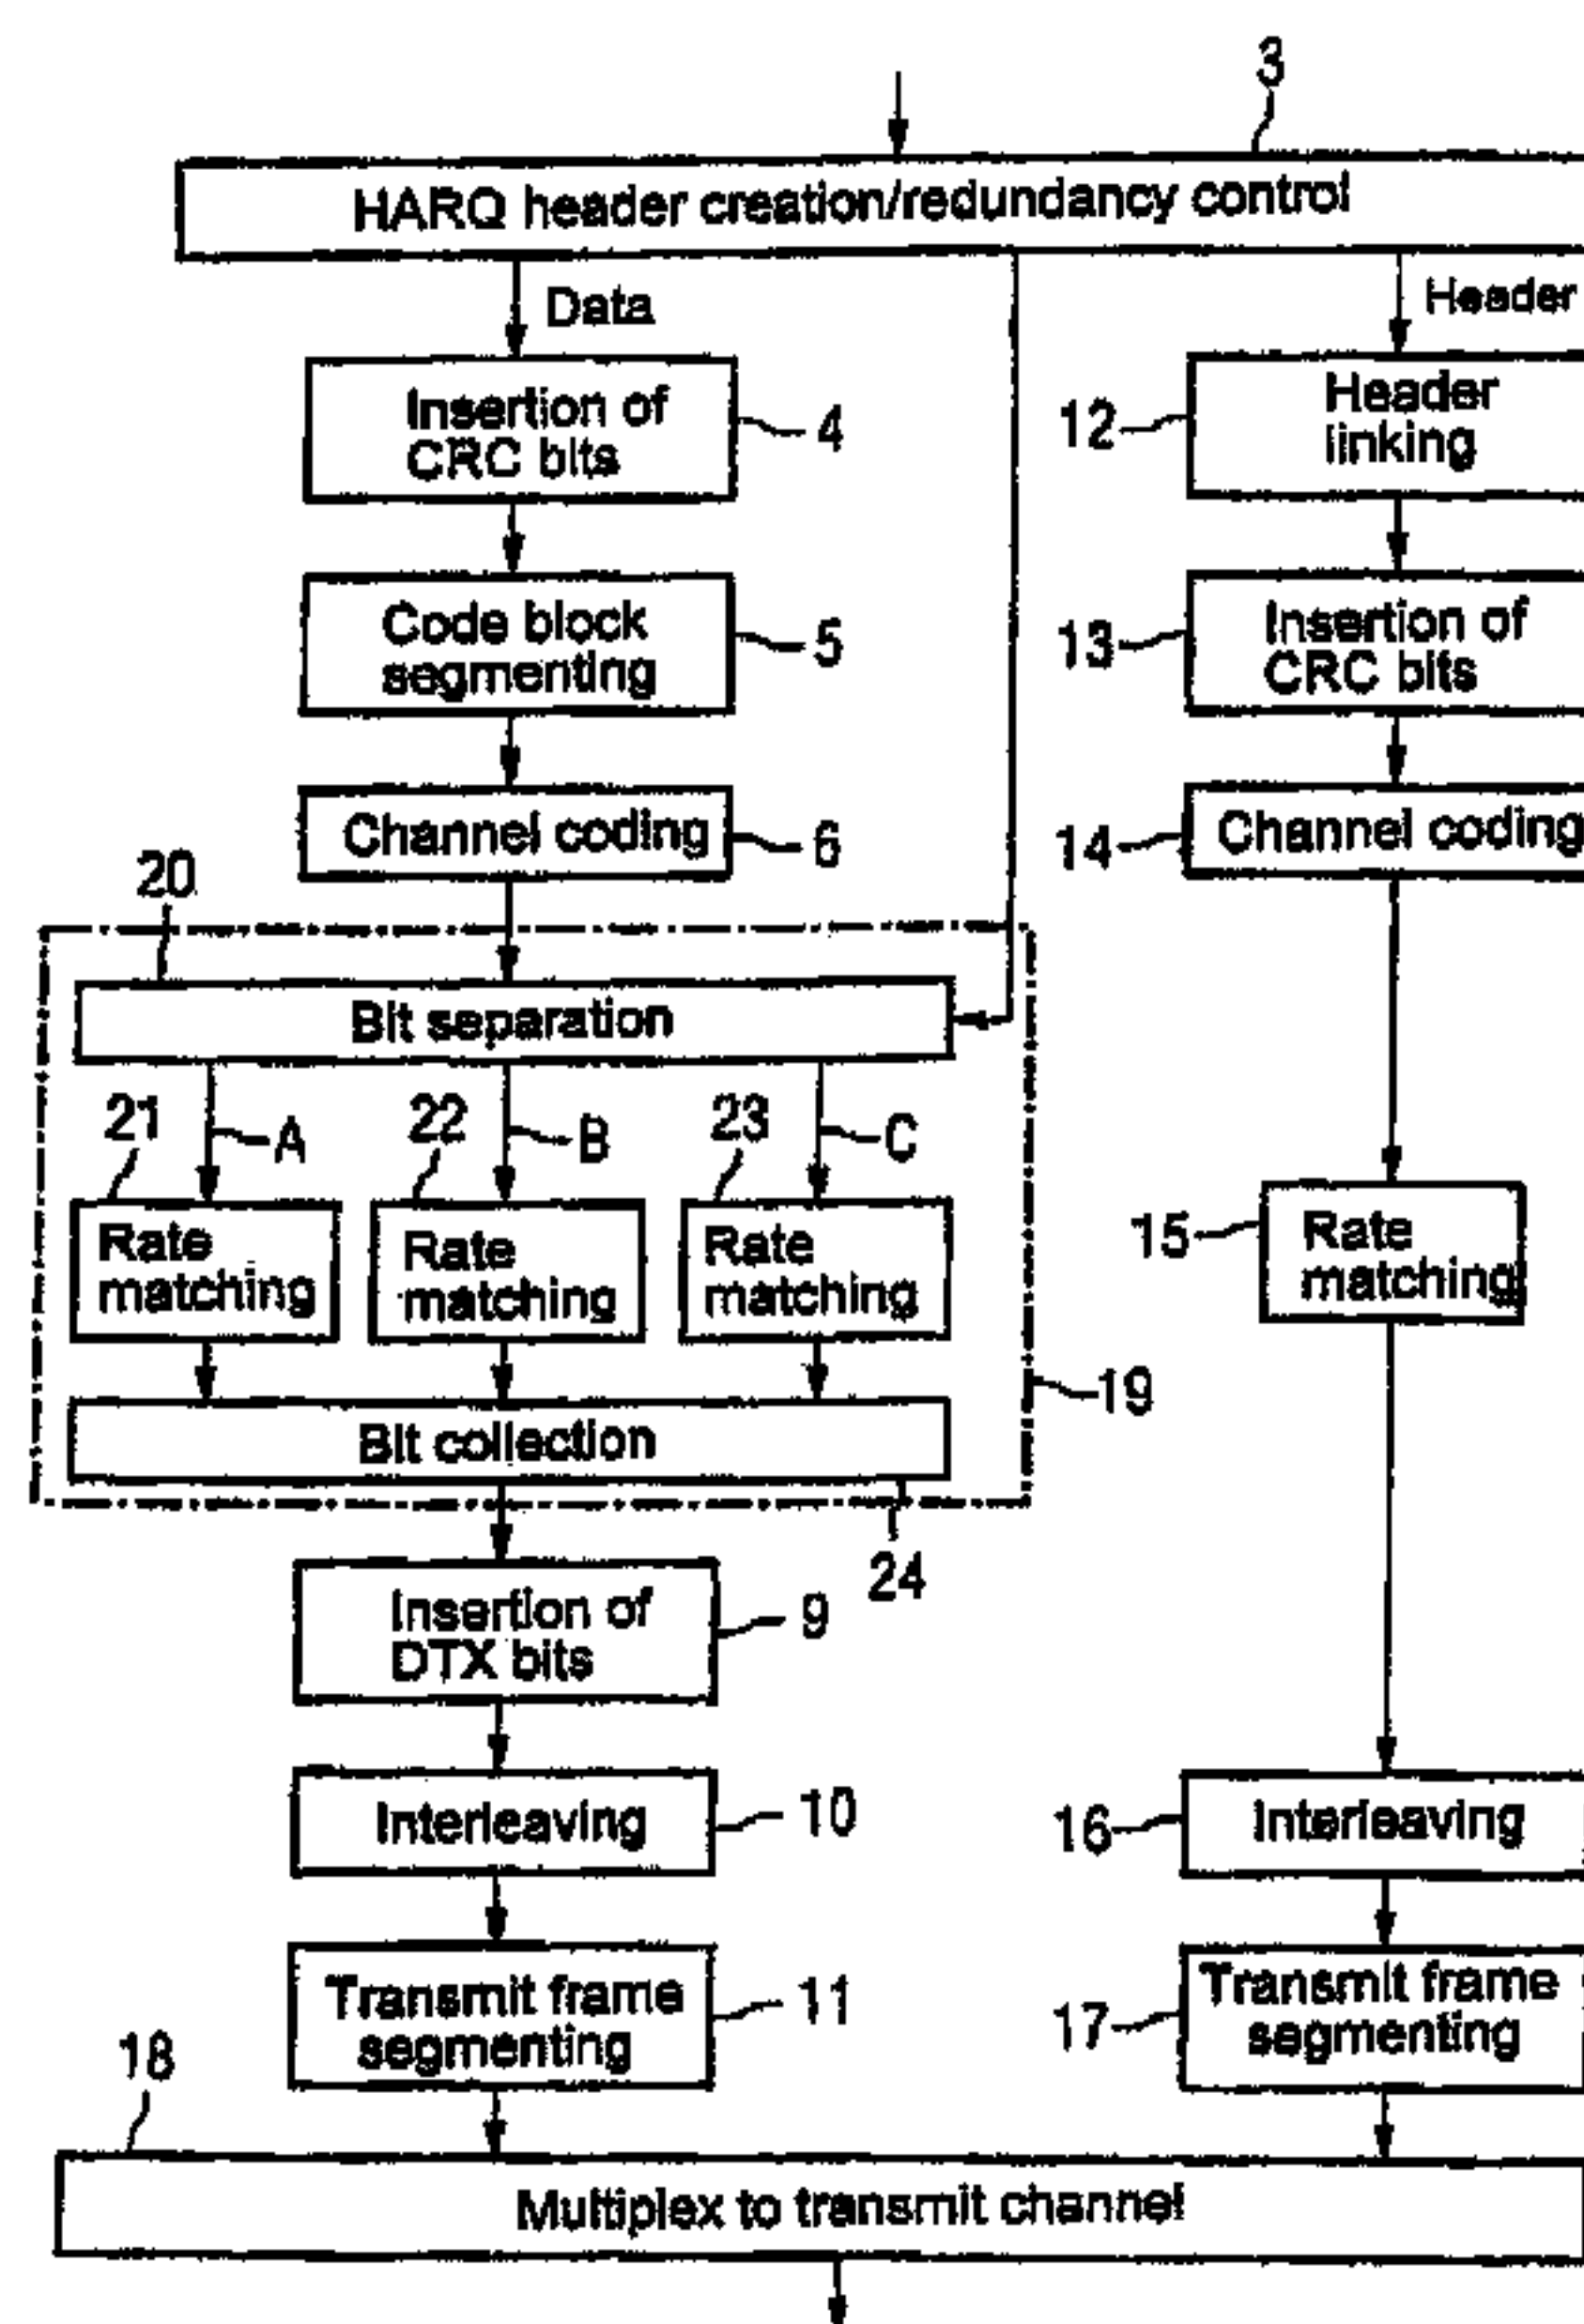 3
HARQ header creation/redundancy control
Data
Header
Insertion of
CRC bits
4
12
Header
linking
Code block
segmenting
5
13
Insertion of
CRC bits
Channel coding
6
14
Channel coding
20
Bit separation
21
A
22
B
23
C
Rate
matching
Rate
matching
Rate
matching
15
Rate
matching
19
Bit collection
24
Insertion of
DTX bits
9
Interleaving
10
16
Interleaving
Transmit frame
segmenting
11
17
Transmit frame
segmenting
18
Multiplex to transmit channel